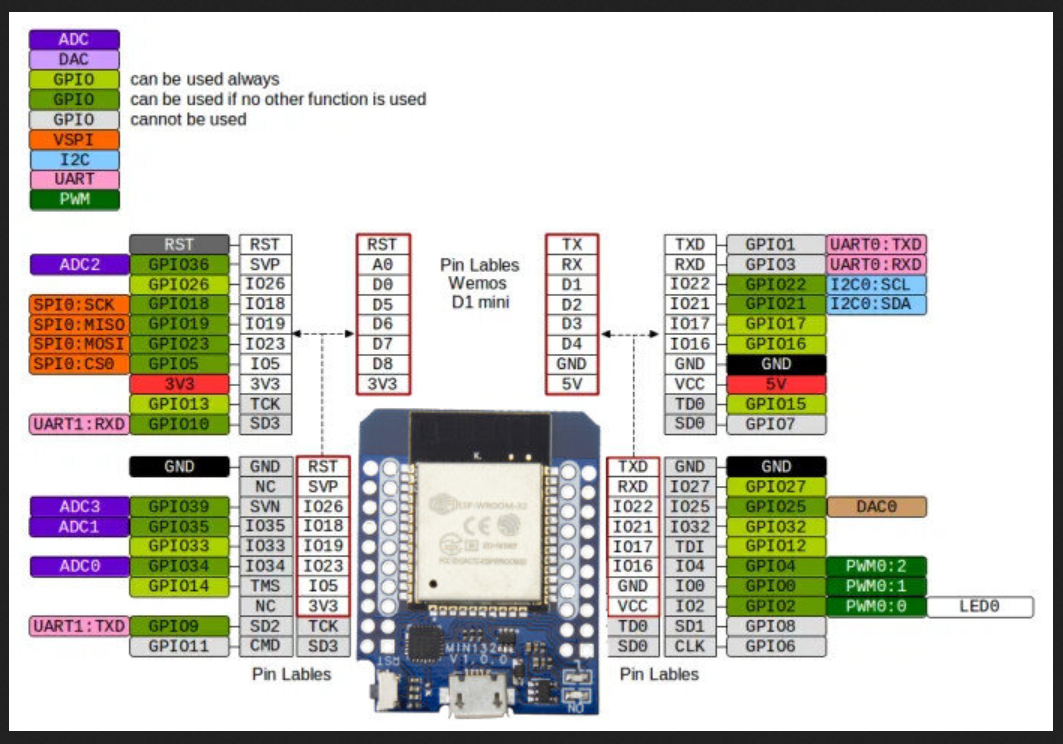 ADC
DAC
GPIO can be used always
GPIO can be used if no other function is used
GPIO cannot be used
VSPI
I2C
UART
PWM
RST RST RST TX TXD GPIO1 UART0:TXD
ADC2 GPIO36 SVP A0 Pin Lables RX RXD GPIO3 UART0:RXD
GPIO26 IO26 D0 Wemos D1 IO22 GPIO22 I2C0:SCL
SPI0:SCK GPIO18 IO18 D5 D1 mini D2 IO21 GPIO21 I2C0:SDA
SPI0:MISO GPIO19 IO19 D6 D3 IO17 GPIO17
SPI0:MOSI GPIO23 IO23 D7 D4 IO16 GPIO16
SPI0:CS0 GPIO5 IO5 D8 GND GND GND
3V3 3V3 3V3 5V VCC 5V
GPIO13 TCK TD0 GPIO15
UART1:RXD GPIO10 SD3 SD0 GPIO7
GND GND RST TXD GND GND
NC SVP RXD IO27 GPIO27
ADC3 GPIO39 SVN IO26 IO22 IO25 GPIO25 DAC0
ADC1 GPIO35 IO35 IO18 IO21 IO32 GPIO32
GPIO33 IO33 IO19 IO17 TDI GPIO12
ADC0 GPIO34 IO34 IO23 IO16 IO4 GPIO4 PWM0:2
GPIO14 TMS IO5 GND IO0 GPIO0 PWM0:1
NC 3V3 VCC IO2 GPIO2 PWM0:0 LED0
UART1:TXD GPIO9 SD2 TCK TD0 SD1 GPIO8
GPIO11 CMD SD3 SD0 CLK GPIO6
Pin Lables Pin Lables
ESP-WROOM-32
CE
MINI32
V1.0.0
RST
NO